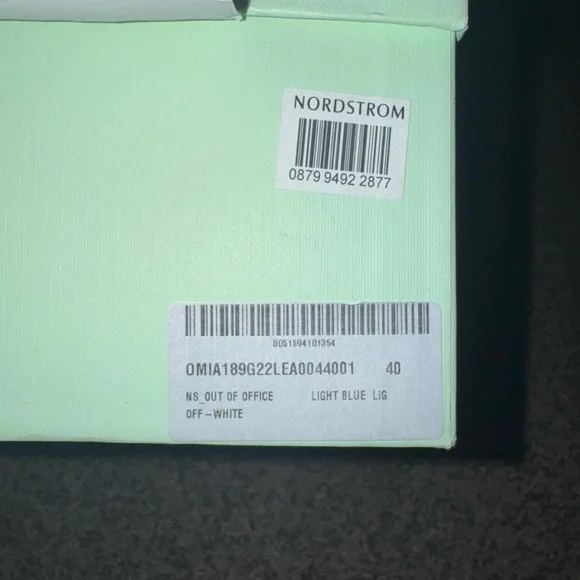 NORDSTROM
0879 9492 2877
8051594101354
OMIA189G22LEA0044001 40
NS_OUT OF OFFICE LIGHT BLUE LIG
OFF-WHITE